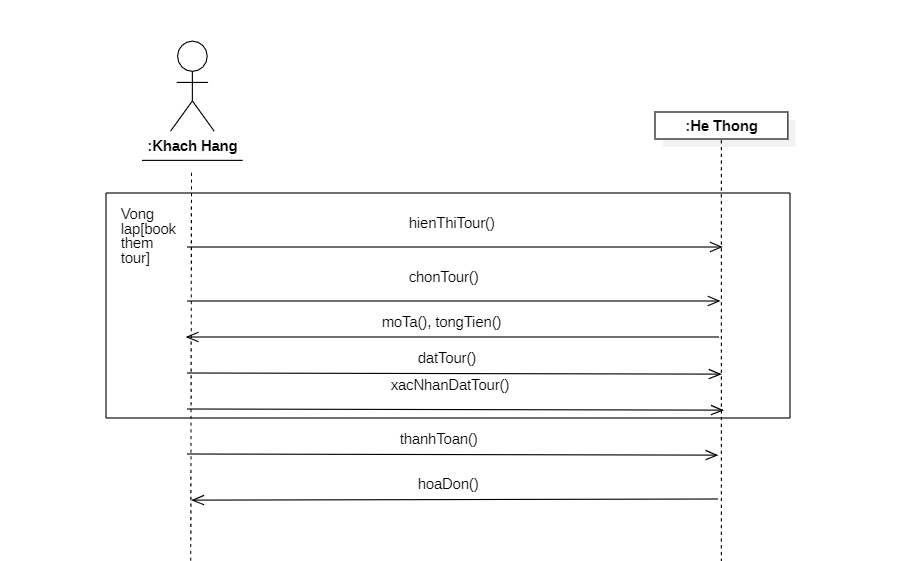 :Khach Hang
:He Thong
Vong
lap[book
them
tour]
hienThiTour()
chonTour()
moTa(), tongTien()
datTour()
xacNhanDatTour()
thanhToan()
hoaDon()